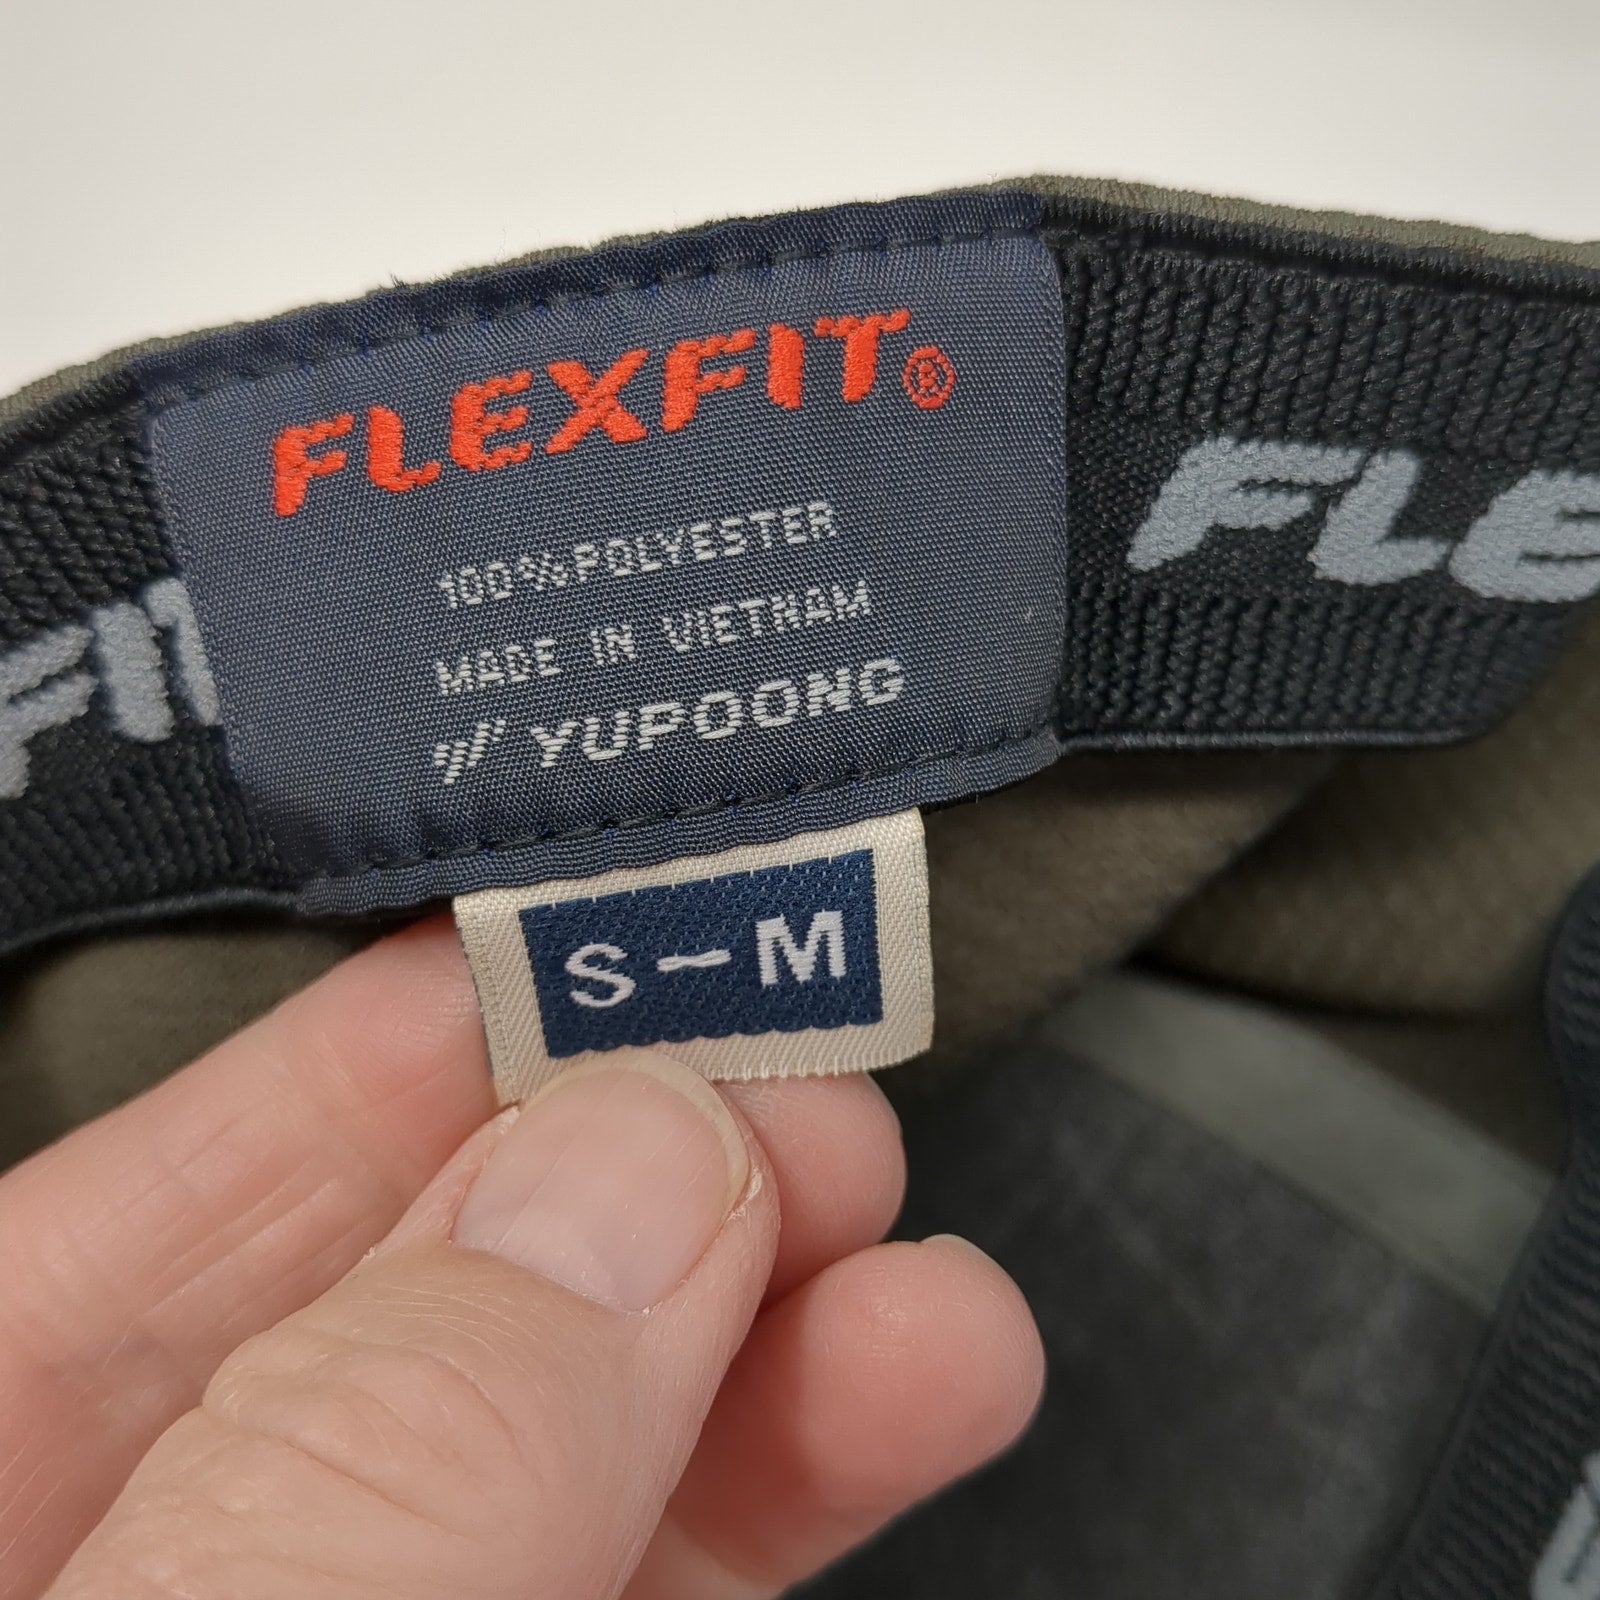 FLEXFIT®
100% POLYESTER
MADE IN VIETNAM
YUPOONG
S-M
FIT
FLE